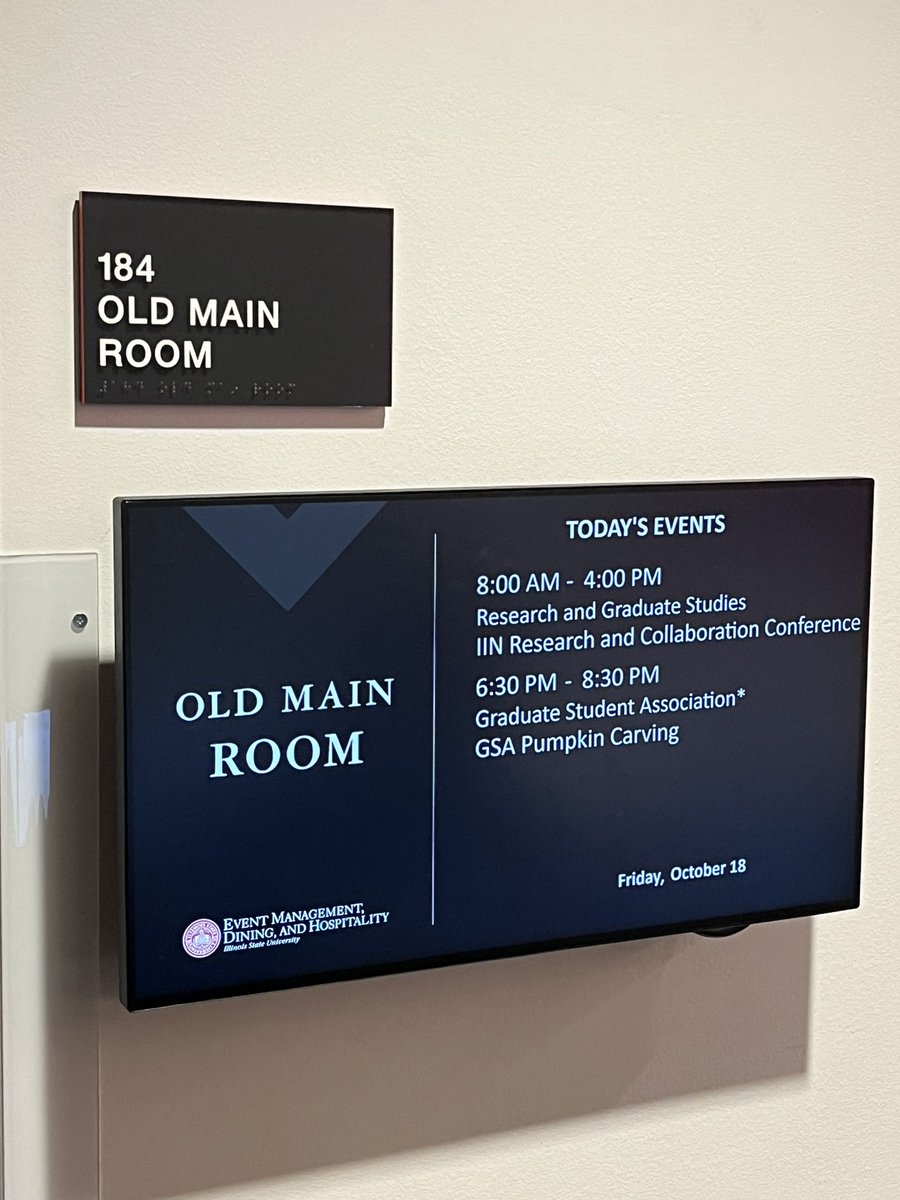 184
OLD MAIN
ROOM
OLD MAIN
ROOM
EVENT MANAGEMENT,
DINING, AND HOSPITALITY
Illinois State University
TODAY'S EVENTS
8:00 AM - 4:00 PM
Research and Graduate Studies
IIN Research and Collaboration Conference
6:30 PM - 8:30 PM
Graduate Student Association*
GSA Pumpkin Carving
Friday, October 18